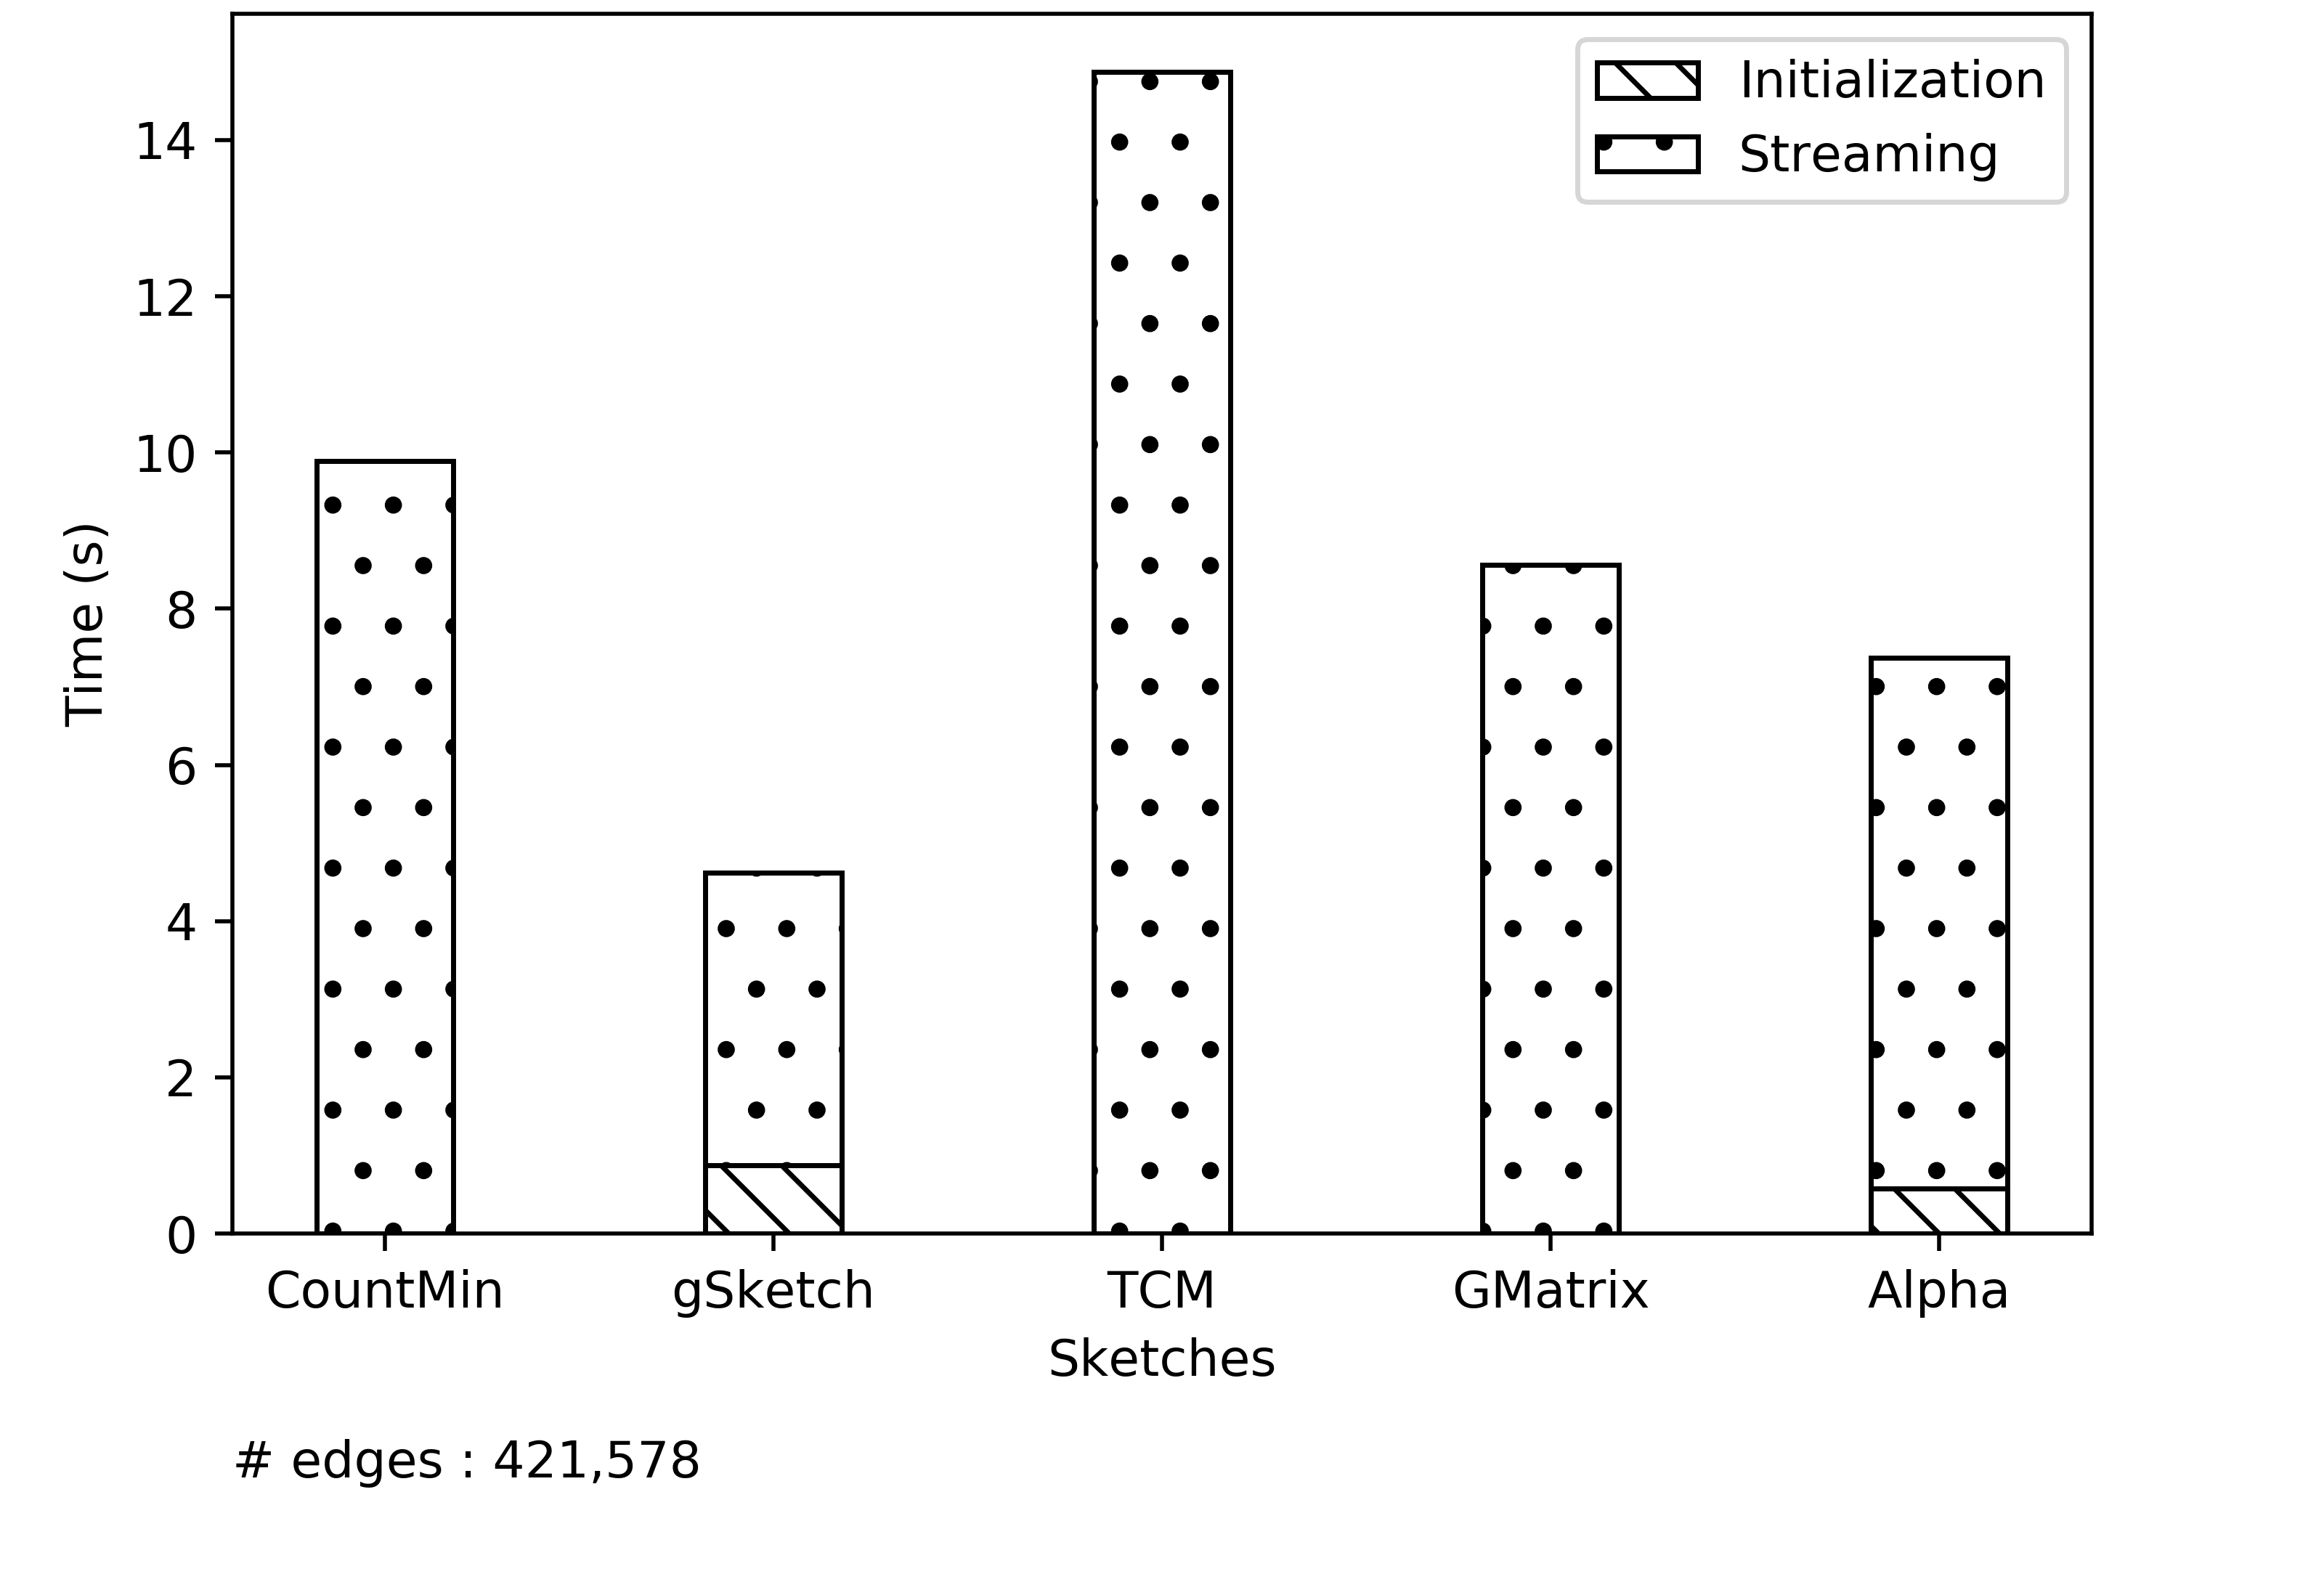 Initialization
Streaming
14
12
10
8
6
4
2
0
Time (s)
CountMin gSketch TCM GMatrix Alpha
Sketches
# edges : 421,578